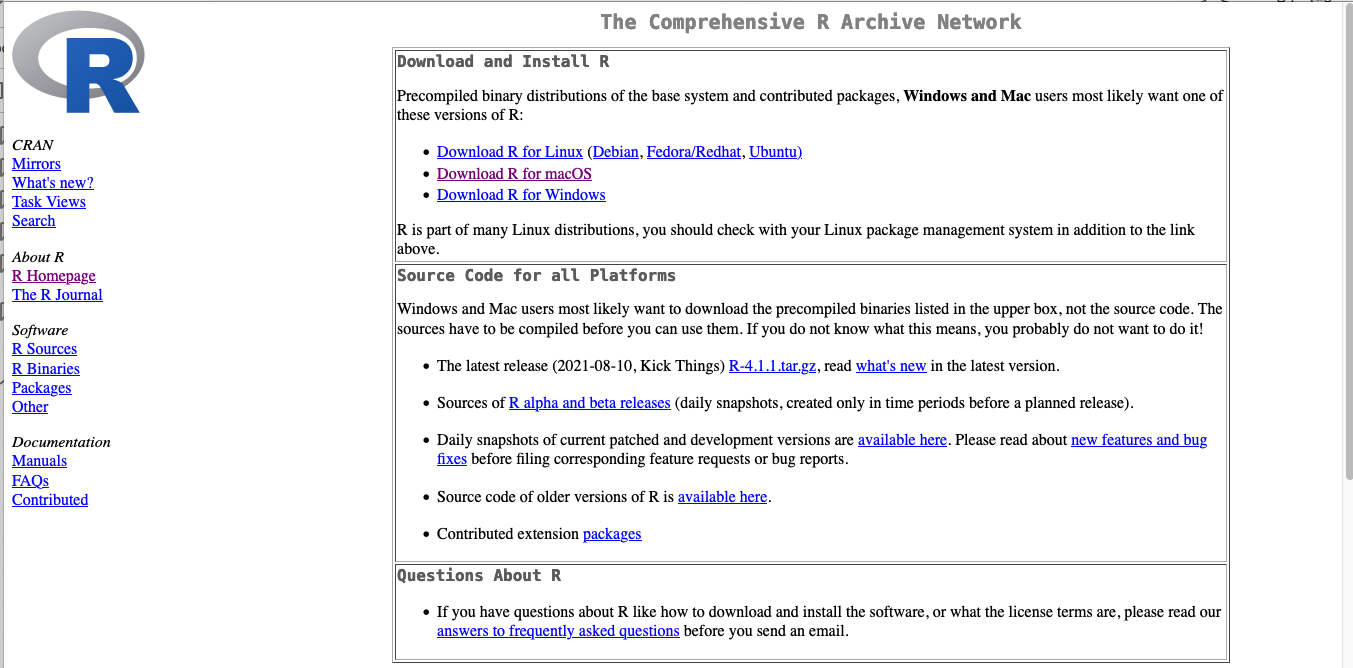 The Comprehensive R Archive Network
R
CRAN
Mirrors
What's new?
Task Views
Search
About R
R Homepage
The R Journal
Software
R Sources
R Binaries
Packages
Other
Documentation
Manuals
FAQs
Contributed
Download and Install R
Precompiled binary distributions of the base system and contributed packages, Windows and Mac users most likely want one of
these versions of R:
• Download R for Linux (Debian, Fedora/Redhat, Ubuntu)
• Download R for macOS
• Download R for Windows
R is part of many Linux distributions, you should check with your Linux package management system in addition to the link
above.
Source Code for all Platforms
Windows and Mac users most likely want to download the precompiled binaries listed in the upper box, not the source code. The
sources have to be compiled before you can use them. If you do not know what this means, you probably do not want to do it!
• The latest release (2021-08-10, Kick Things) R-4.1.1.tar.gz, read what's new in the latest version.
• Sources of R alpha and beta releases (daily snapshots, created only in time periods before a planned release).
• Daily snapshots of current patched and development versions are available here. Please read about new features and bug
fixes before filing corresponding feature requests or bug reports.
• Source code of older versions of R is available here.
• Contributed extension packages
Questions About R
• If you have questions about R like how to download and install the software, or what the license terms are, please read our
answers to frequently asked questions before you send an email.